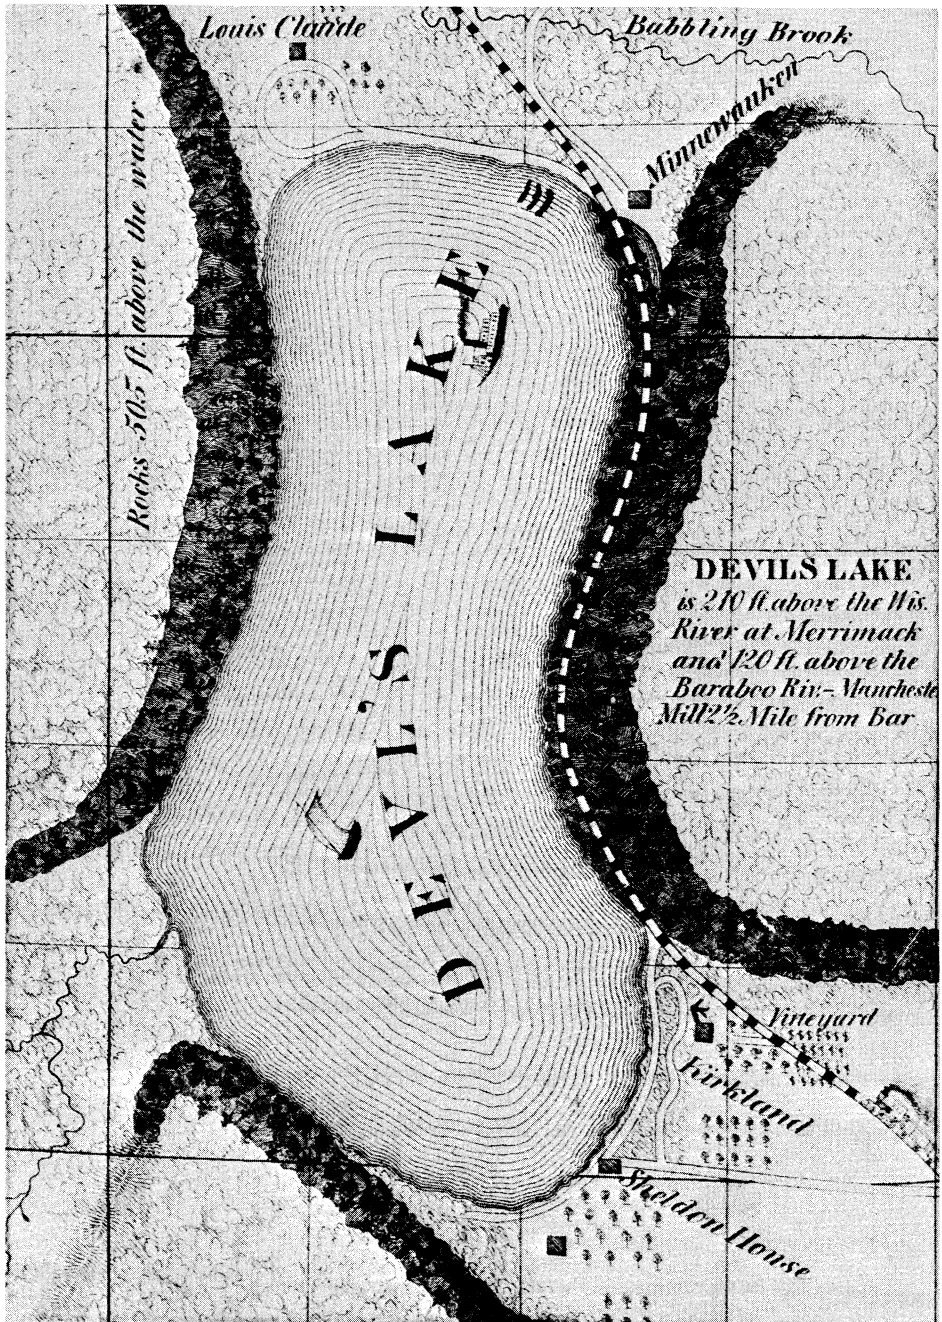 Louis Claude
Babbling Brook
Minnewauken
Rocks 505 ft. above the water
DEVILS LAKE
is 240 ft. above the Wis.
River at Merrimack
and 120 ft. above the
Baraboo Riv. – Mancheste
Mill 2½ Mile from Bar
DEVIL'S LAKE
Vineyard
Kirkland
Sheldon House